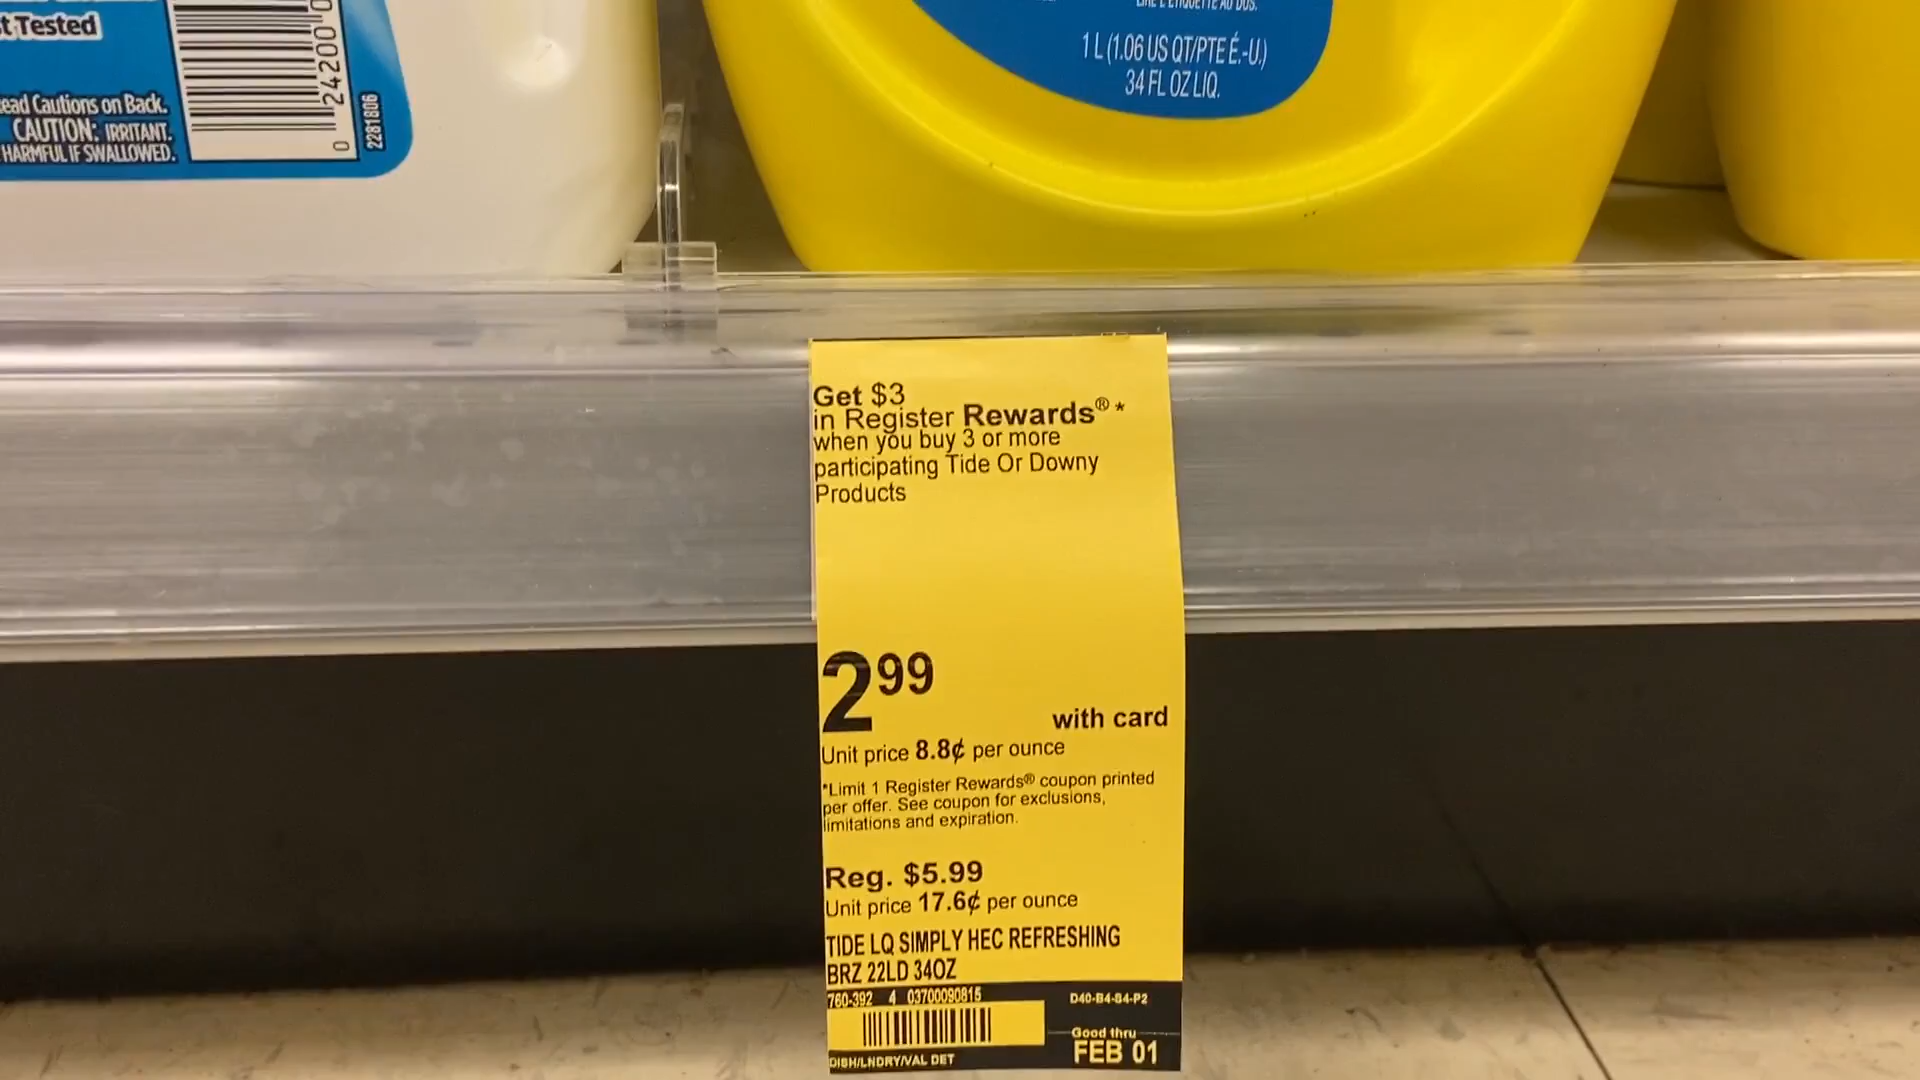 t Tested
ead Cautions on Back.
CAUTION: IRRITANT.
HARMFUL IF SWALLOWED.
0 24200
2281806
LIRE L'ÉTIQUETTE AU DOS.
1 L (1.06 US QT/PTE É.-U.)
34 FL OZ LIQ.
Get $3
in Register Rewards® *
when you buy 3 or more
participating Tide Or Downy
Products
2 99
with card
Unit price 8.8¢ per ounce
*Limit 1 Register Rewards® coupon printed
per offer. See coupon for exclusions,
limitations and expiration.
Reg. $5.99
Unit price 17.6¢ per ounce
TIDE LQ SIMPLY HEC REFRESHING
BRZ 22LD 34OZ
760-392 4 03700090815
D40-B4-S4-P2
Good thru
FEB 01
DISH/LNDRY/VAL DET